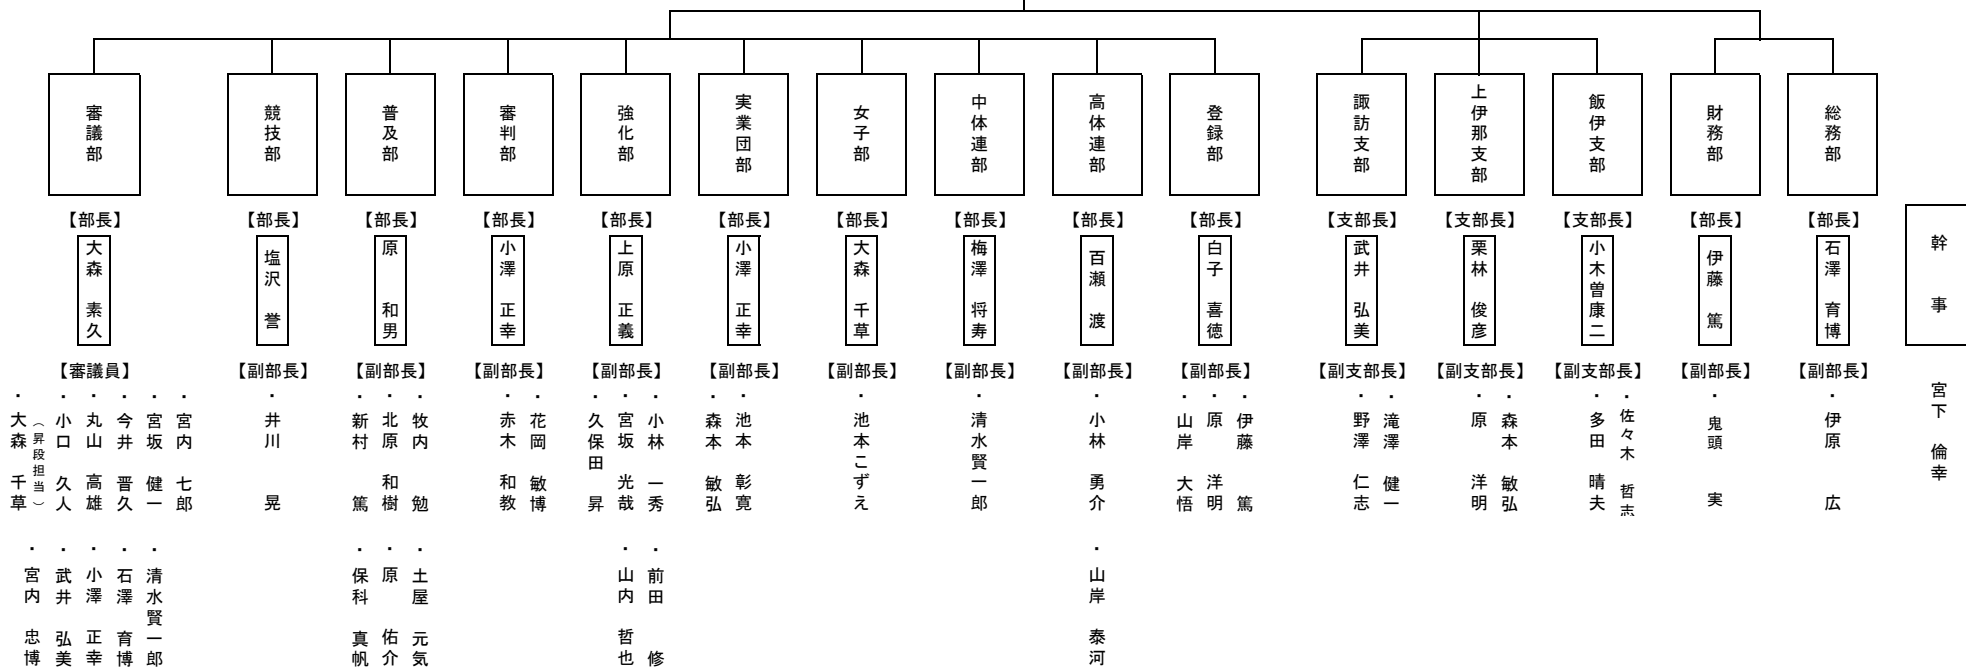 総務部
【部長】
石澤 育博
【副部長】
・伊原 広
財務部
【部長】
伊藤 篤
【副部長】
・鬼頭 実
飯伊支部
【支部長】
小木曽康二
【副支部長】
・佐々木 哲志
・多田 晴夫
上伊那支部
【支部長】
栗林 俊彦
【副支部長】
・森本 敏弘
・原 洋明
諏訪支部
【支部長】
武井 弘美
【副支部長】
・滝澤 健一
・野澤 仁志
登録部
【部長】
白子 喜徳
【副部長】
・伊藤 篤
・原 洋明
・山岸 大悟
高体連部
【部長】
百瀬 渡
【副部長】
・小林 勇介
・山岸 泰河
中体連部
【部長】
梅澤 将寿
【副部長】
・清水賢一郎
女子部
【部長】
大森 千草
【副部長】
・池本こずえ
実業団部
【部長】
小澤 正幸
【副部長】
・池本 彰寛
・森本 敏弘
強化部
【部長】
上原 正義
【副部長】
・小林 一秀
・宮坂 光哉
・久保田 昇
・前田 修
・山内 哲也
審判部
【部長】
小澤 正幸
【副部長】
・花岡 敏博
・赤木 和教
普及部
【部長】
原 和男
【副部長】
・牧内 勉
・北原 和樹
・新村 篤
・土屋 元気
・原 佑介
・保科 真帆
競技部
【部長】
塩沢 誉
【副部長】
・井川 晃
審議部
【部長】
大森 素久
【審議員】
・宮内 七郎
・宮坂 健一
・今井 晋久
・丸山 高雄
・小口 久人
（昇段担当）
・大森 千草
・清水賢一郎
・石澤 育博
・小澤 正幸
・武井 弘美
・宮内 忠博
幹事
宮下 倫幸